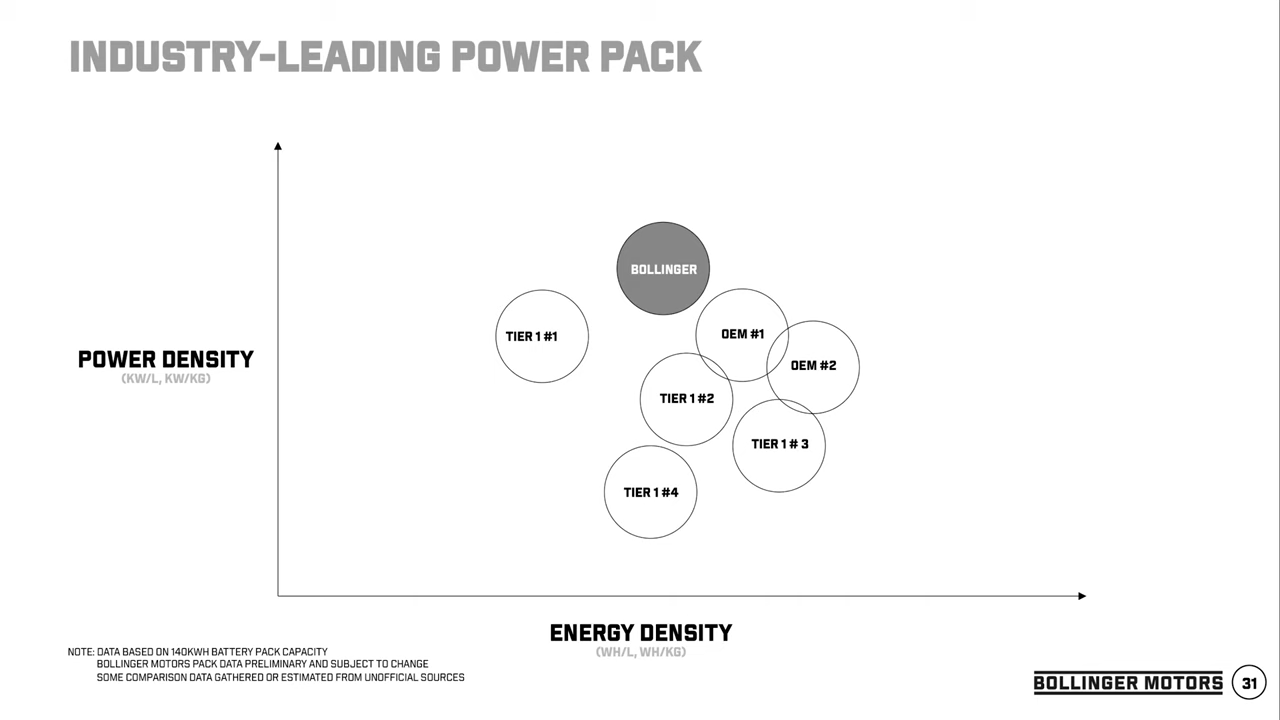 INDUSTRY-LEADING POWER PACK
BOLLINGER
TIER 1 #1
OEM #1
OEM #2
POWER DENSITY
(KW/L, KW/KG)
TIER 1 #2
TIER 1 # 3
TIER 1 #4
ENERGY DENSITY
(WH/L, WH/KG)
NOTE: DATA BASED ON 140KWH BATTERY PACK CAPACITY
BOLLINGER MOTORS PACK DATA PRELIMINARY AND SUBJECT TO CHANGE
SOME COMPARISON DATA GATHERED OR ESTIMATED FROM UNOFFICIAL SOURCES
BOLLINGER MOTORS
31